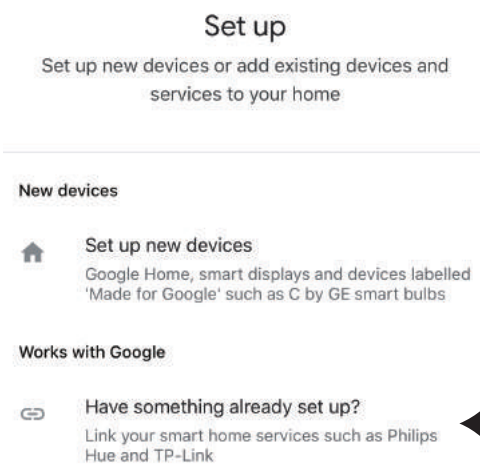 Set up
Set up new devices or add existing devices and
services to your home
New devices
Set up new devices
Google Home, smart displays and devices labelled
'Made for Google' such as C by GE smart bulbs
Works with Google
Have something already set up?
Link your smart home services such as Philips
Hue and TP-Link